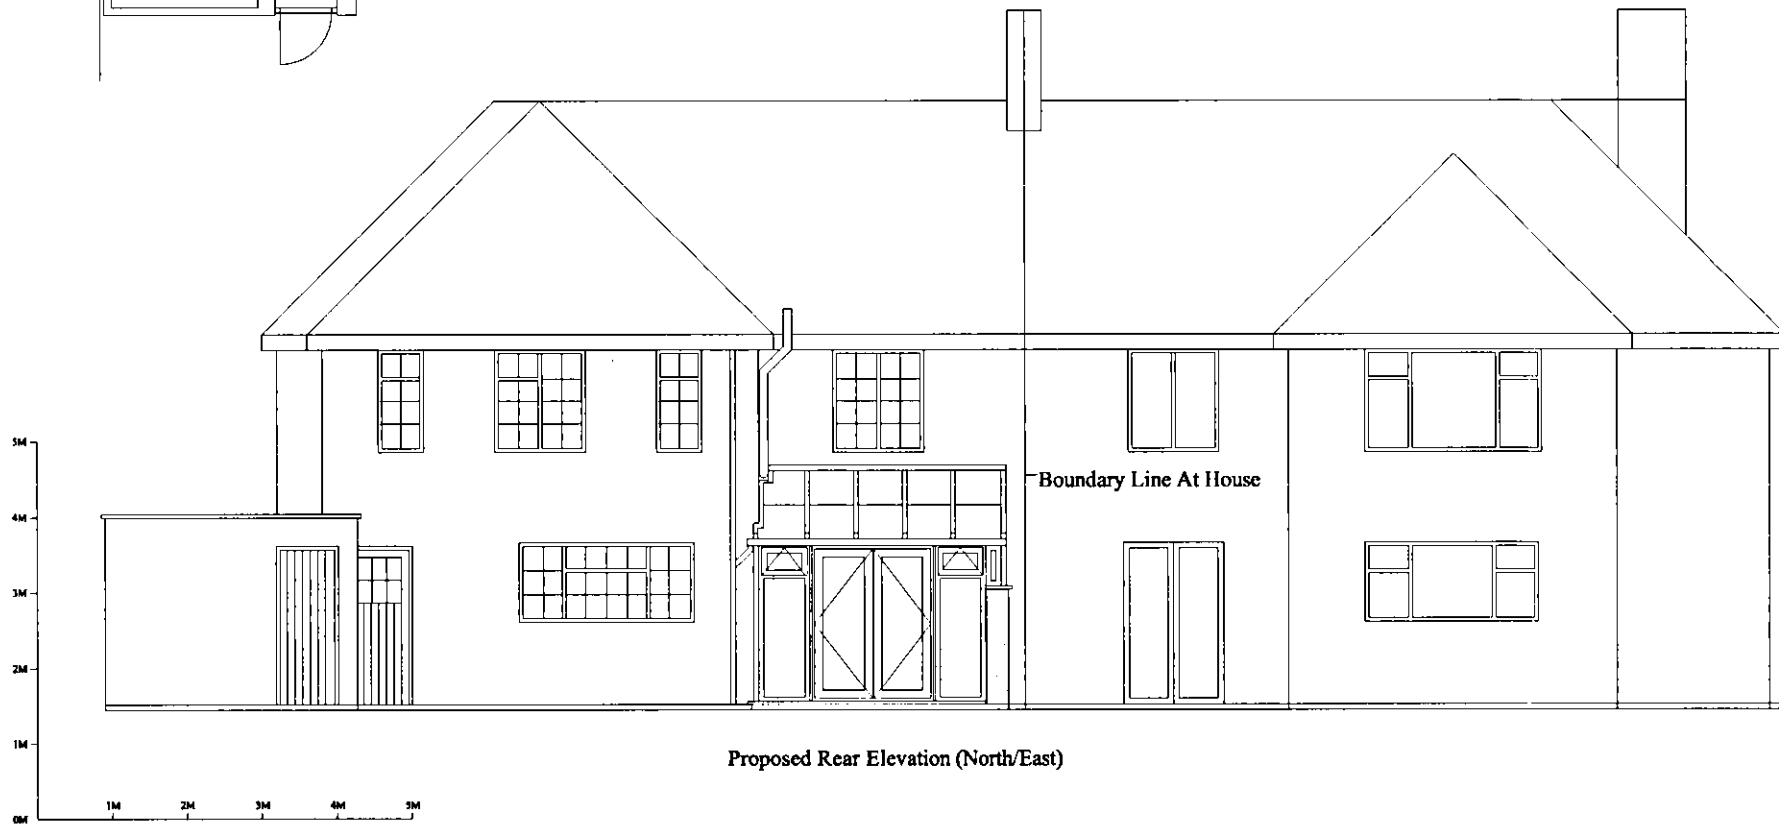 Boundary Line At House
5M
4M
3M
2M
1M
0M
1M 2M 3M 4M 5M
Proposed Rear Elevation (North/East)